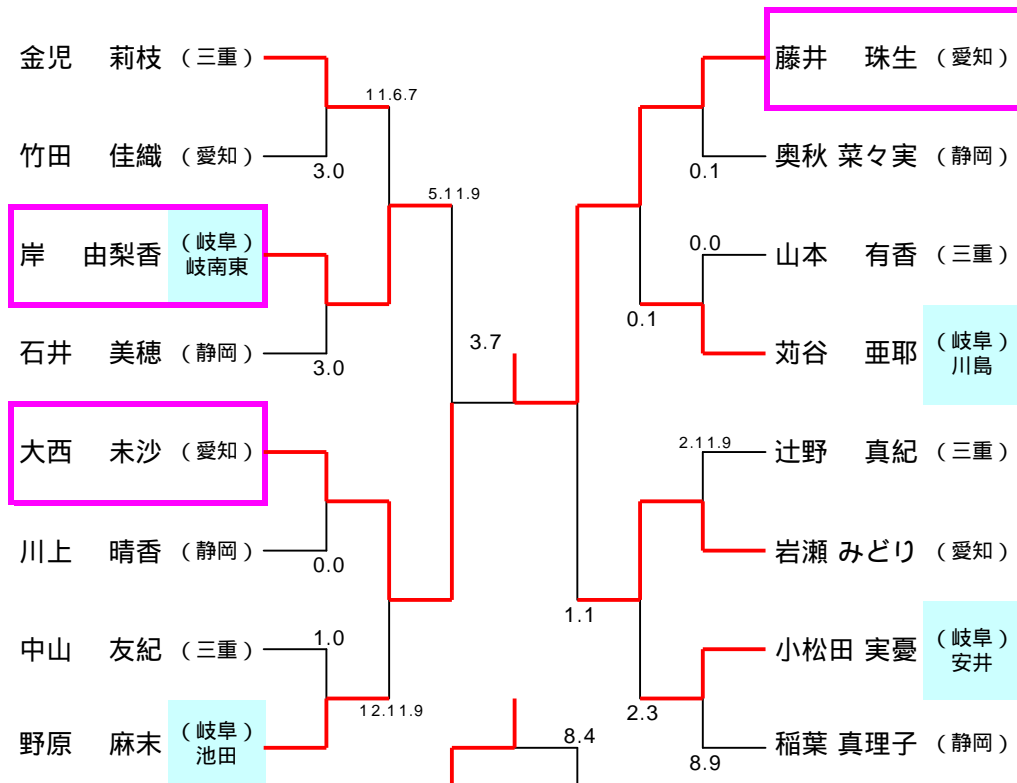 金児 莉枝 (三重)
11.6.7
竹田 佳織 (愛知)
3.0
5.11.9
岸 由梨香 (岐阜)
岐南東
石井 美穂 (静岡)
3.0
3.7
大西 未沙 (愛知)
川上 晴香 (静岡)
0.0
中山 友紀 (三重)
1.0
12.11.9
野原 麻末 (岐阜)
池田
藤井 珠生 (愛知)
奥秋 菜々実 (静岡)
0.1
0.0
山本 有香 (三重)
0.1
苅谷 亜耶 (岐阜)
川島
2.11.9
辻野 真紀 (三重)
岩瀬 みどり (愛知)
1.1
小松田 実憂 (岐阜)
安井
2.3
稲葉 真理子 (静岡)
8.9
8.4